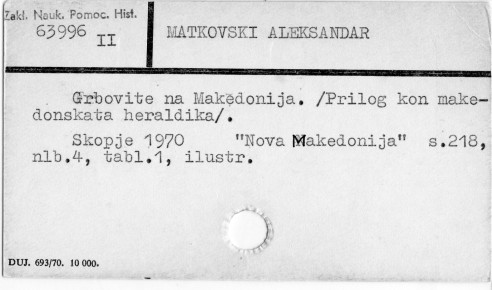 Zakł. Nauk. Pomoc. Hist.
63996 II
MATKOVSKI ALEKSANDAR
Grbovite na Makedonija. /Prilog kon make-
donskata heraldika/.
Skopje 1970 "Nova Makedonija" s.218,
nlb.4, tabl.1, ilustr.
DUJ. 693/70. 10 000.